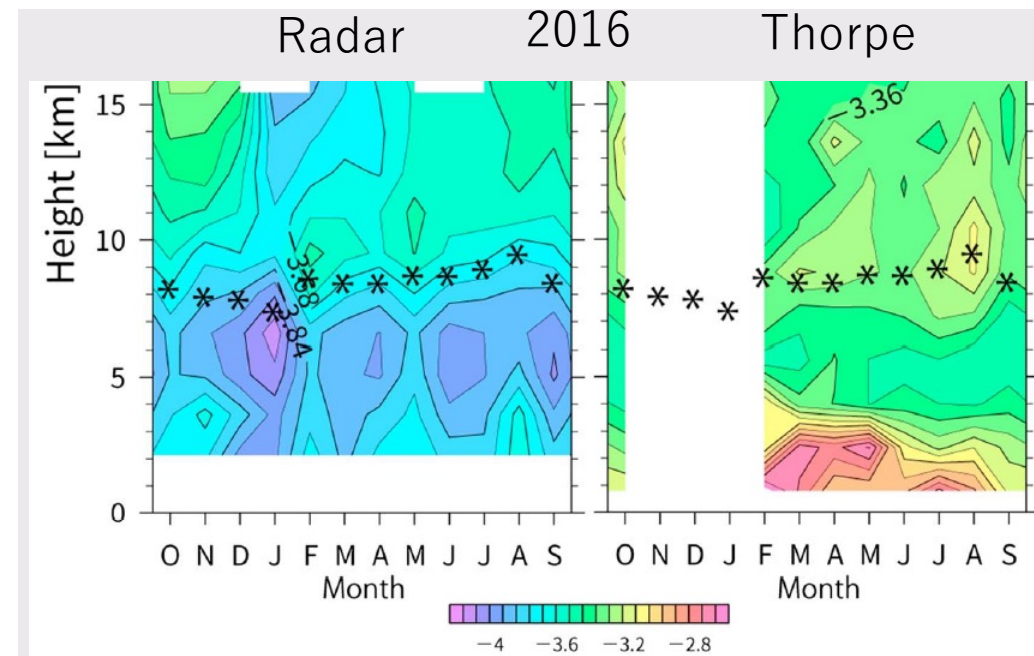 Radar 2016 Thorpe
Height [km]
15
10
5
0
−3.68
−3.84
−3.36
O N D J F M A M J J A S
Month
O N D J F M A M J J A S
Month
−4 −3.6 −3.2 −2.8